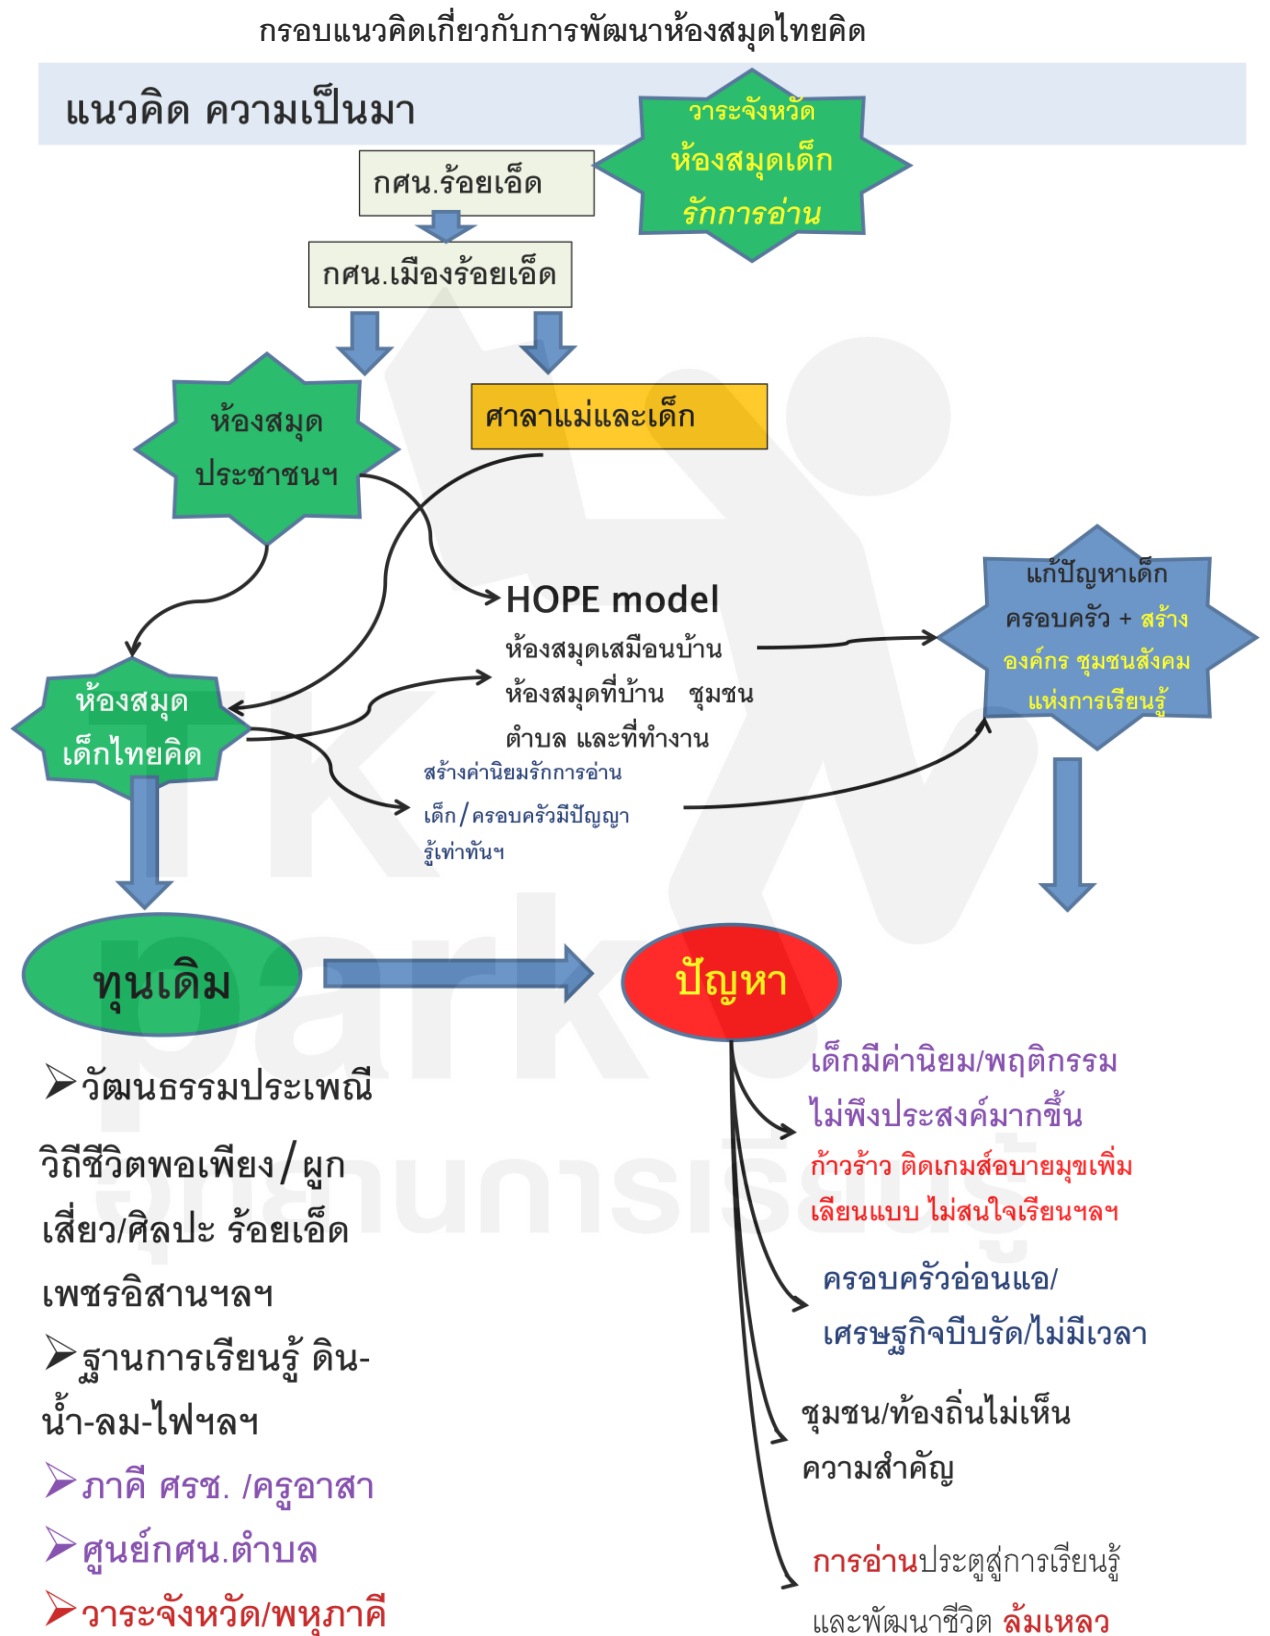 กรอบแนวคิดเกี่ยวกับการพัฒนาห้องสมุดไทยคิด
แนวคิด ความเป็นมา
วาระจังหวัด
ห้องสมุดเด็ก
รักการอ่าน
กศน.ร้อยเอ็ด
กศน.เมืองร้อยเอ็ด
ห้องสมุด
ประชาชนฯ
ศาลาแม่และเด็ก
HOPE model
ห้องสมุดเสมือนบ้าน
ห้องสมุดที่บ้าน ชุมชน
ตำบล และที่ทำงาน
แก้ปัญหาเด็ก
ครอบครัว + สร้าง
องค์กร ชุมชนสังคม
แห่งการเรียนรู้
ห้องสมุด
เด็กไทยคิด
สร้างค่านิยมรักการอ่าน
เด็ก/ครอบครัวมีปัญญา
รู้เท่าทันฯ
ทุนเดิม
ปัญหา
➢วัฒนธรรมประเพณี
วิถีชีวิตพอเพียง/ผูก
เสี่ยว/ศิลปะ ร้อยเอ็ด
เพชรอิสานฯลฯ
➢ฐานการเรียนรู้ ดิน-
น้ำ-ลม-ไฟฯลฯ
➢ภาคี ศรช. /ครูอาสา
➢ศูนย์กศน.ตำบล
➢วาระจังหวัด/พหุภาคี
เด็กมีค่านิยม/พฤติกรรม
ไม่พึงประสงค์มากขึ้น
ก้าวร้าว ติดเกมส์อบายมุขเพิ่ม
เลียนแบบ ไม่สนใจเรียนฯลฯ
ครอบครัวอ่อนแอ/
เศรษฐกิจบีบรัด/ไม่มีเวลา
ชุมชน/ท้องถิ่นไม่เห็น
ความสำคัญ
การอ่านประตูสู่การเรียนรู้
และพัฒนาชีวิต ล้มเหลว
TK
park
อุทยานการเรียนรู้